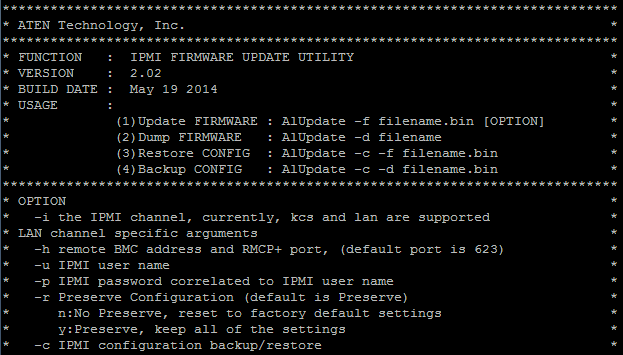 *****************************************************************************
* ATEN Technology, Inc.                                                     *
*****************************************************************************
* FUNCTION   :  IPMI FIRMWARE UPDATE UTILITY                                *
* VERSION    :  2.02                                                        *
* BUILD DATE :  May 19 2014                                                 *
* USAGE      :                                                              *
*             (1)Update FIRMWARE : AlUpdate -f filename.bin [OPTION]        *
*             (2)Dump FIRMWARE   : AlUpdate -d filename                     *
*             (3)Restore CONFIG  : AlUpdate -c -f filename.bin              *
*             (4)Backup CONFIG   : AlUpdate -c -d filename.bin              *
*****************************************************************************
* OPTION                                                                    *
*   -i the IPMI channel, currently, kcs and lan are supported               *
* LAN channel specific arguments                                            *
*   -h remote BMC address and RMCP+ port, (default port is 623)             *
*   -u IPMI user name                                                       *
*   -p IPMI password correlated to IPMI user name                           *
*   -r Preserve Configuration (default is Preserve)                         *
*      n:No Preserve, reset to factory default settings                     *
*      y:Preserve, keep all of the settings                                 *
*   -c IPMI configuration backup/restore                                    *